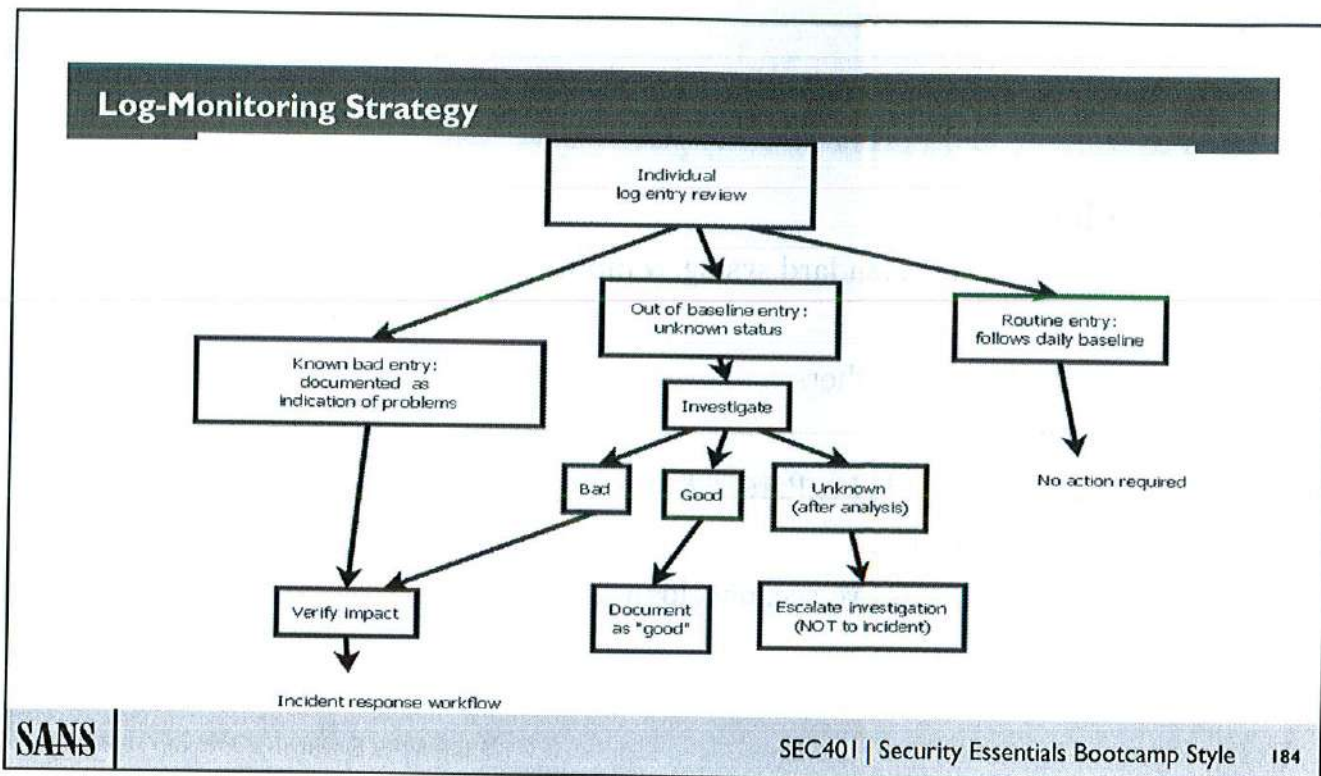 Log-Monitoring Strategy
Individual
log entry review
Known bad entry:
documented as
indication of problems
Out of baseline entry:
unknown status
Routine entry:
follows daily baseline
Investigate
No action required
Bad
Good
Unknown
(after analysis)
Verify impact
Document
as "good"
Escalate investigation
(NOT to incident)
Incident response workflow
SANS
SEC401 | Security Essentials Bootcamp Style 184